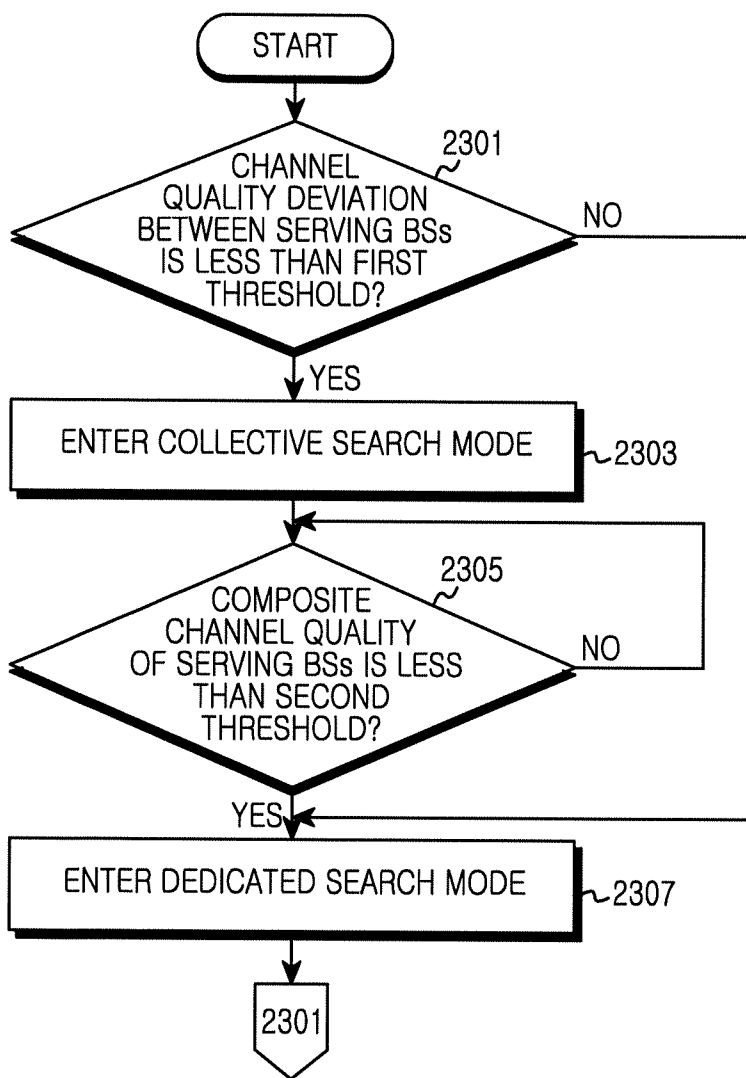 START
2301
CHANNEL
QUALITY DEVIATION
BETWEEN SERVING BSs
IS LESS THAN FIRST
THRESHOLD?
NO
YES
ENTER COLLECTIVE SEARCH MODE
2303
2305
COMPOSITE
CHANNEL QUALITY
OF SERVING BSs IS LESS
THAN SECOND
THRESHOLD?
NO
YES
ENTER DEDICATED SEARCH MODE
2307
2301